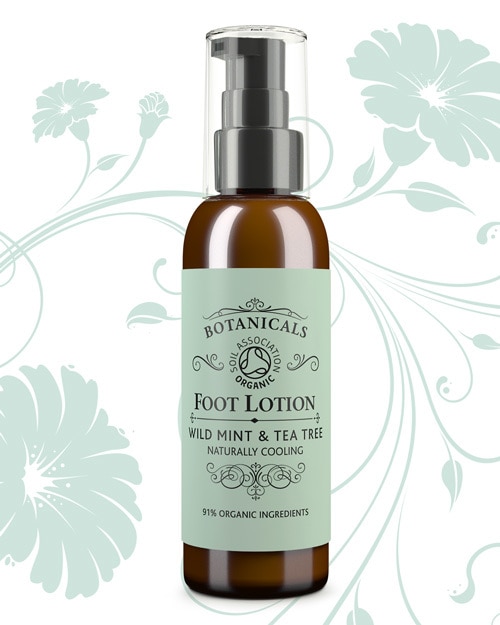 BOTANICALS
SOIL ASSOCIATION
ORGANIC
FOOT LOTION
WILD MINT & TEA TREE
NATURALLY COOLING
91% ORGANIC INGREDIENTS